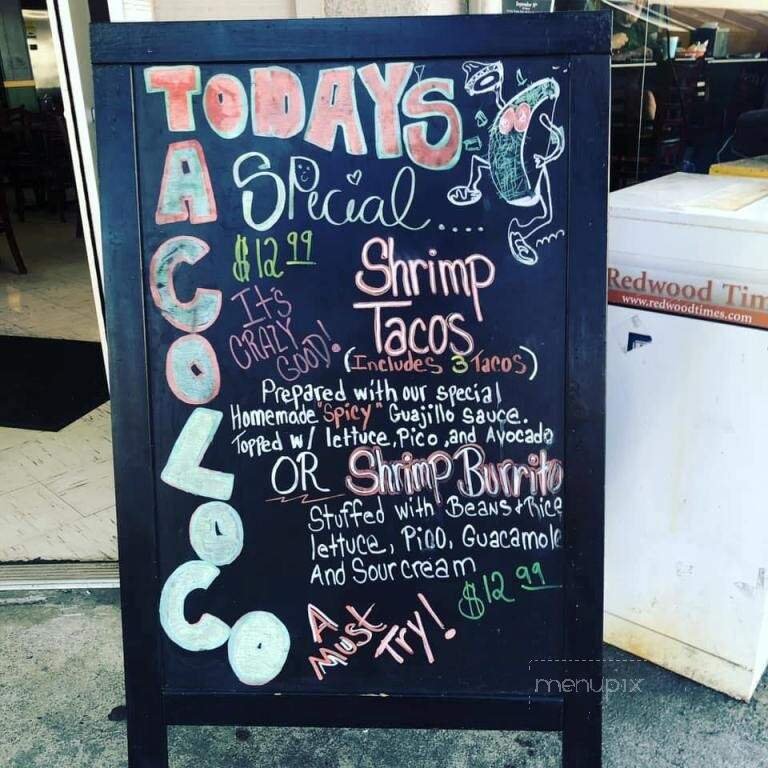 TODAYS
TACO LOCO
Special.....
$12 99
Shrimp
Tacos
It's
CRAZY
GOOD!
(Includes 3 Tacos)
Prepared with our special
Homemade "Spicy" Guajillo sauce.
Topped w/ lettuce, Pico, and Avocado
OR Shrimp Burrito
Stuffed with Beans + Rice
lettuce, Pico, Guacamole
And Sour cream
$12 99
A
Must
Try!
Redwood Tim
www.redwoodtimes.com
menupix